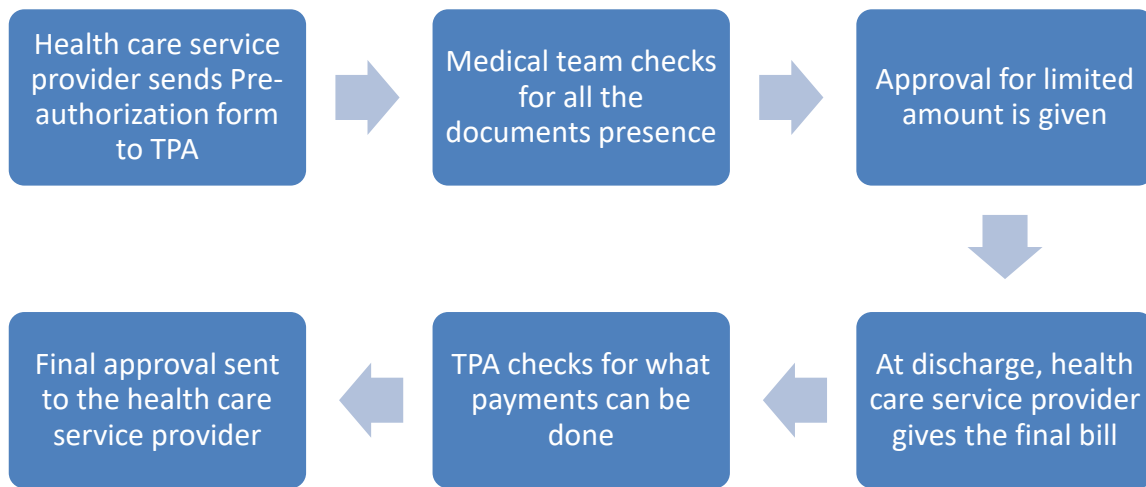 Health care service
provider sends Pre-
authorization form
to TPA
Medical team checks
for all the
documents presence
Approval for limited
amount is given
At discharge, health
care service provider
gives the final bill
TPA checks for what
payments can be
done
Final approval sent
to the health care
service provider